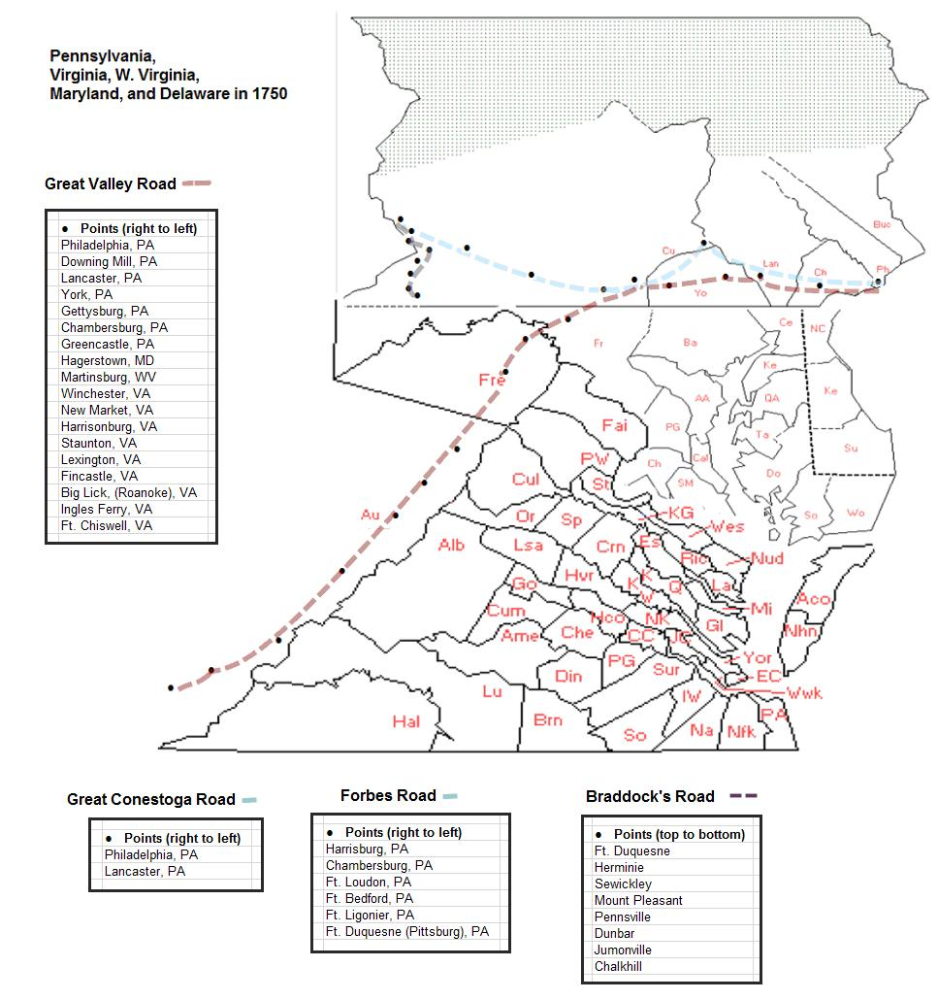 Pennsylvania,
Virginia, W. Virginia,
Maryland, and Delaware in 1750
Great Valley Road
● Points (right to left)
Philadelphia, PA
Downing Mill, PA
Lancaster, PA
York, PA
Gettysburg, PA
Chambersburg, PA
Greencastle, PA
Hagerstown, MD
Martinsburg, WV
Winchester, VA
New Market, VA
Harrisonburg, VA
Staunton, VA
Lexington, VA
Fincastle, VA
Big Lick, (Roanoke), VA
Ingles Ferry, VA
Ft. Chiswell, VA
Buc
Cu
Lan
Ch
Ph
Yo
Ce
NC
Fr
Ba
Ke
Ke
Fre
AA
QA
Fai
PG
Ta
Su
PW
Ch
Cal
Do
Cul
St
SM
So
Wo
Au
Or
Sp
KG
Wes
Alb
Lsa
Crn
Es
Ric
Nud
Go
Hvr
K
K
W
Q
La
Aco
Cum
Hco
NK
Gl
Mi
Ame
Che
CC
JC
Nhn
PG
Yor
Din
Sur
EC
Lu
IW
Wwk
Hal
Brn
So
Na
Nfk
PA
Great Conestoga Road
● Points (right to left)
Philadelphia, PA
Lancaster, PA
Forbes Road
● Points (right to left)
Harrisburg, PA
Chambersburg, PA
Ft. Loudon, PA
Ft. Bedford, PA
Ft. Ligonier, PA
Ft. Duquesne (Pittsburg), PA
Braddock's Road
● Points (top to bottom)
Ft. Duquesne
Herminie
Sewickley
Mount Pleasant
Pennsville
Dunbar
Jumonville
Chalkhill